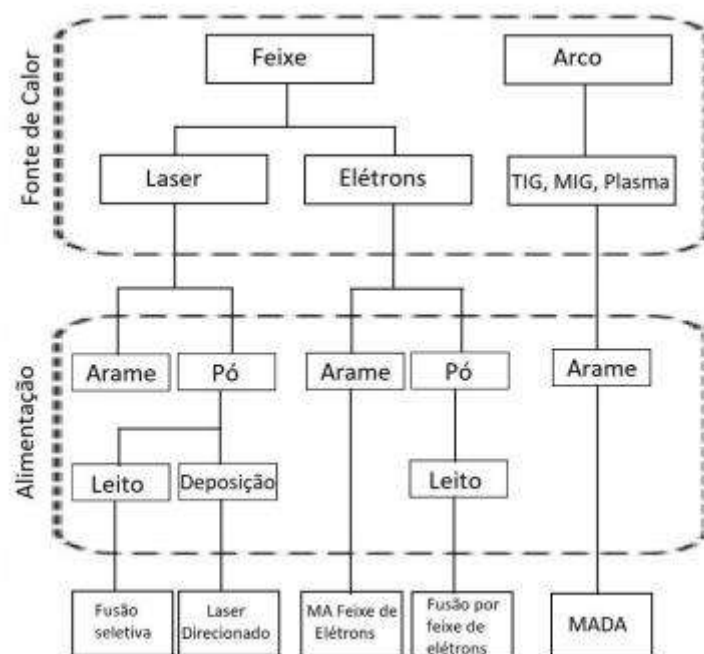 Fonte de Calor
Feixe
Arco
Laser
Elétrons
TIG, MIG, Plasma
Alimentação
Arame
Pó
Arame
Pó
Arame
Leito
Deposição
Leito
Fusão
seletiva
Laser
Direcionado
MA Feixe de
Elétrons
Fusão por
feixe de
elétrons
MADA